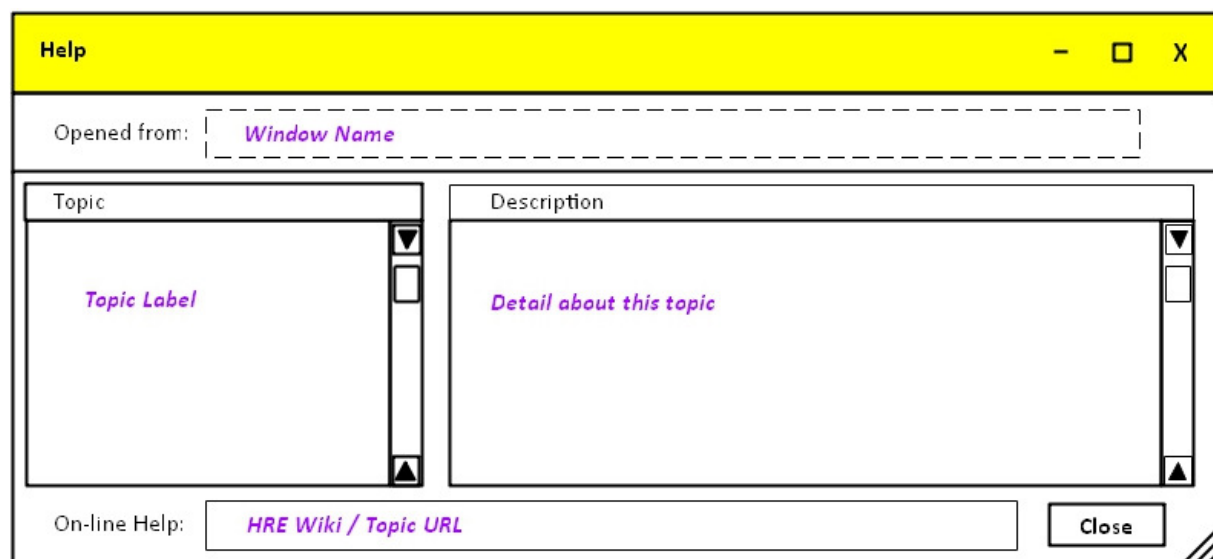 Help – □ X
Opened from: Window Name
Topic Description
Topic Label Detail about this topic
On-line Help: HRE Wiki / Topic URL Close